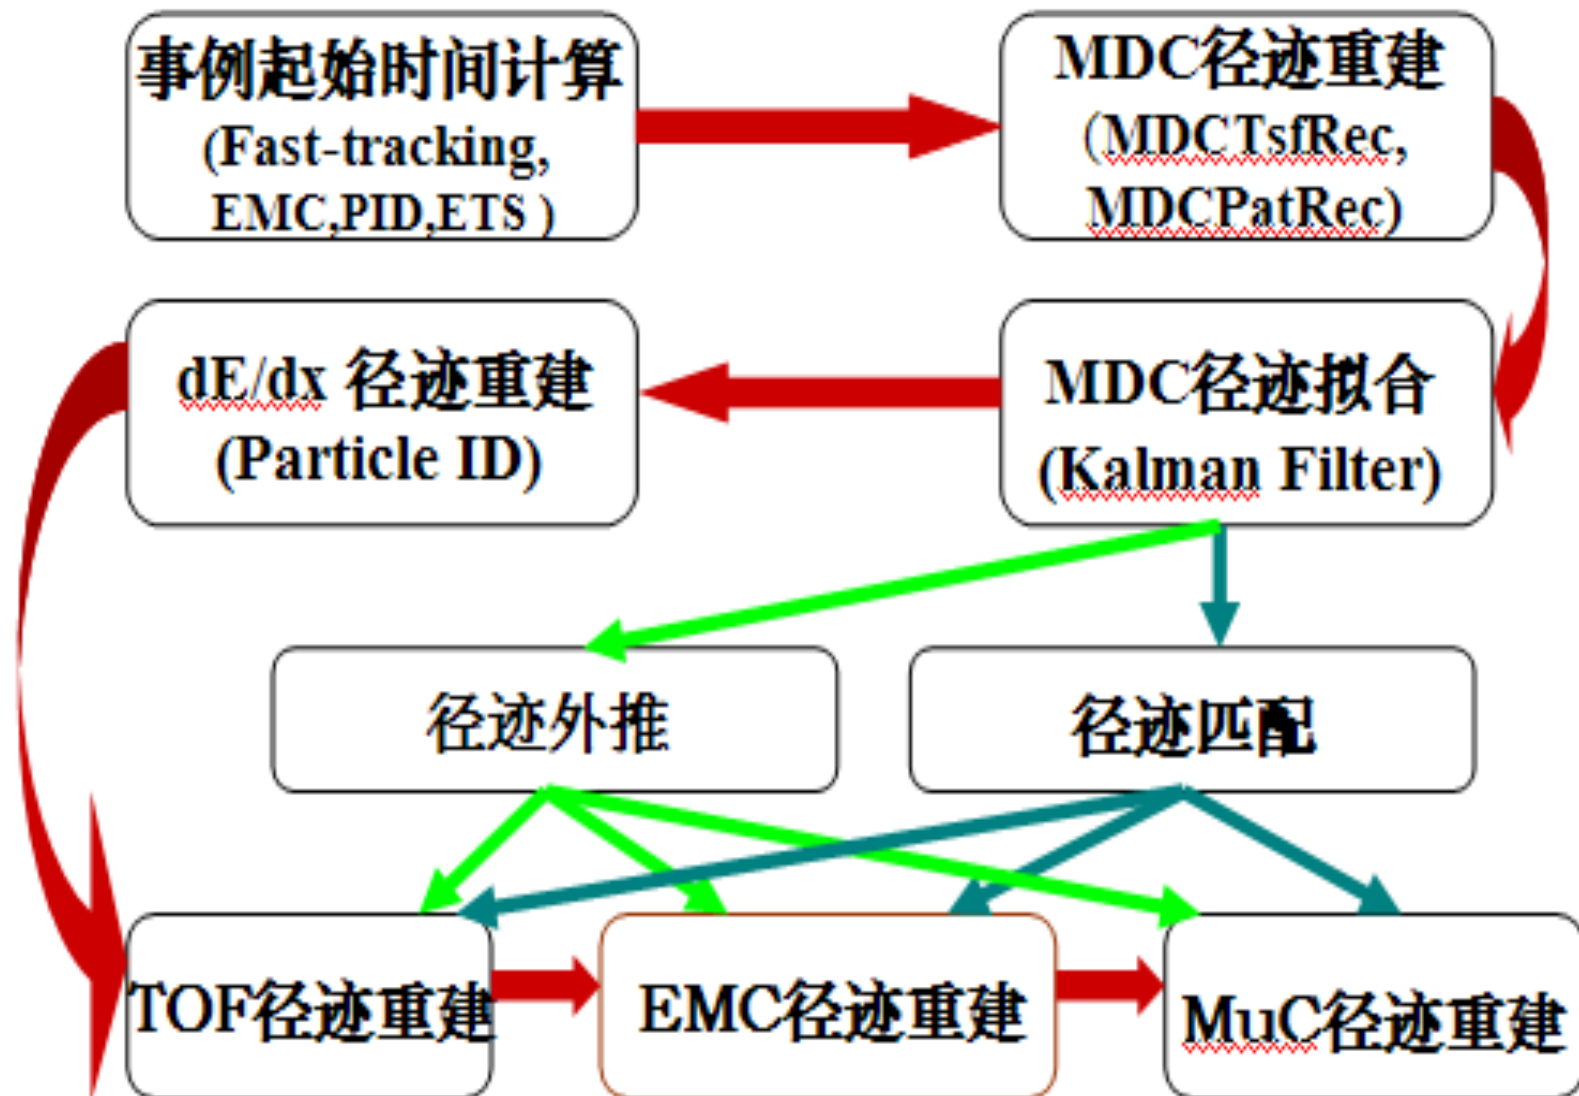 事例起始时间计算
(Fast-tracking,
EMC,PID,ETS )
MDC径迹重建
(MDCTsfRec,
MDCPatRec)
dE/dx 径迹重建
(Particle ID)
MDC径迹拟合
(Kalman Filter)
径迹外推
径迹匹配
TOF径迹重建
EMC径迹重建
MuC径迹重建